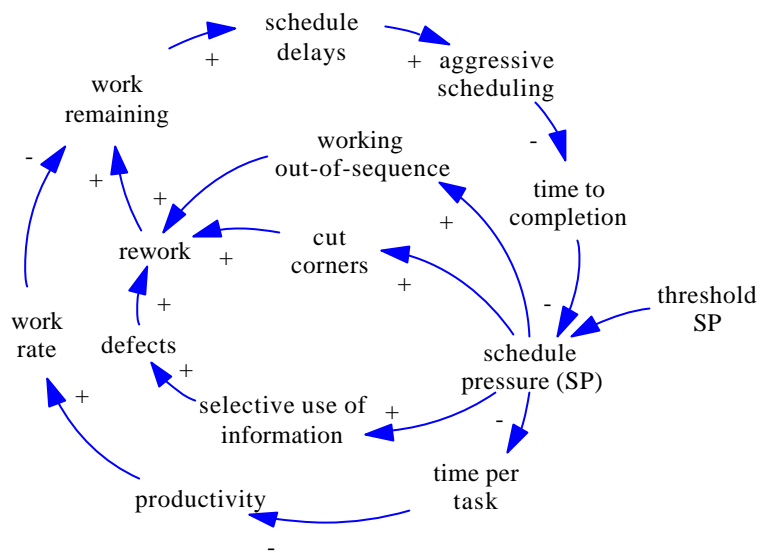 schedule
delays
+
+
aggressive
scheduling
work
remaining
-
working
out-of-sequence
-
+
time to
completion
+
+
rework
+
cut
corners
+
-
threshold
SP
work
rate
+
defects
schedule
pressure (SP)
+
+
selective use of
information
+
-
time per
task
productivity
-